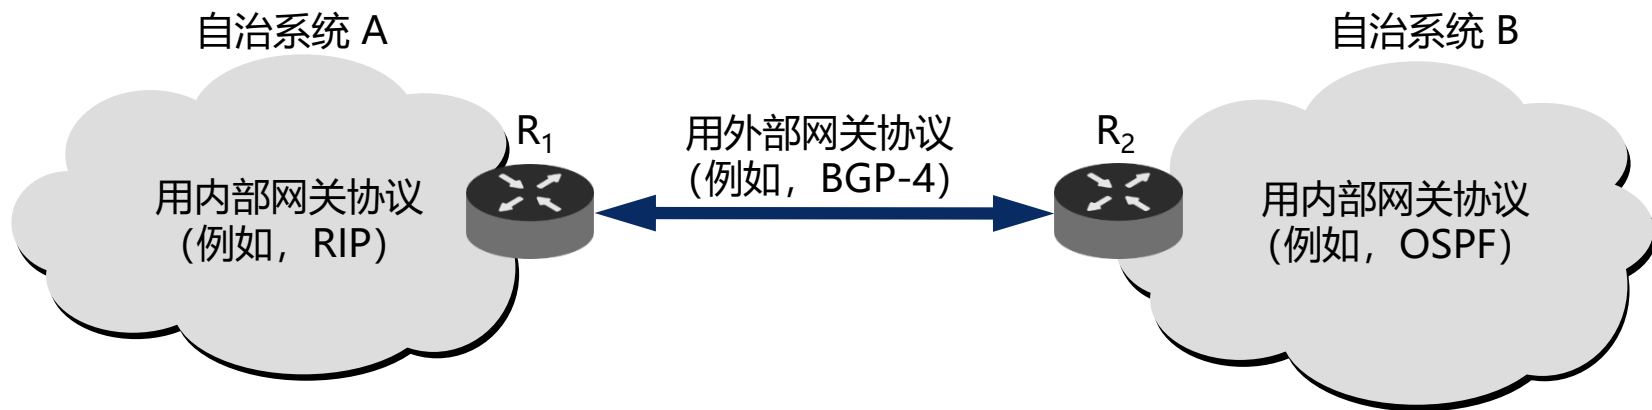 自治系统 A
自治系统 B
R₁
用外部网关协议
（例如，BGP-4）
R₂
用内部网关协议
（例如，RIP）
用内部网关协议
（例如，OSPF）